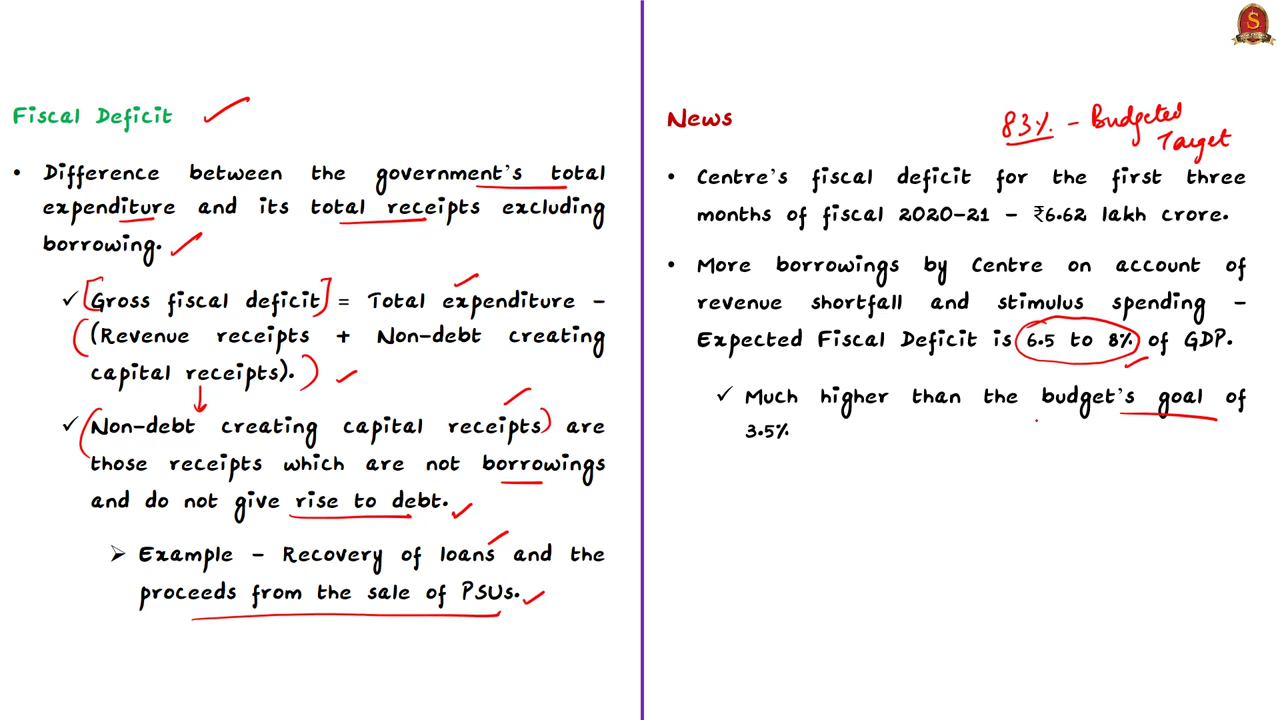 Fiscal Deficit
• Difference between the government's total
expenditure and its total receipts excluding
borrowing.
✓ Gross fiscal deficit = Total expenditure –
(Revenue receipts + Non-debt creating
capital receipts).
✓ Non-debt creating capital receipts are
those receipts which are not borrowings
and do not give rise to debt.
➢ Example – Recovery of loans and the
proceeds from the sale of PSUs.
News
83% – Budgeted
Target
• Centre's fiscal deficit for the first three
months of fiscal 2020-21 – ₹6.62 lakh crore.
• More borrowings by Centre on account of
revenue shortfall and stimulus spending –
Expected Fiscal Deficit is 6.5 to 8% of GDP.
✓ Much higher than the budget's goal of
3.5%